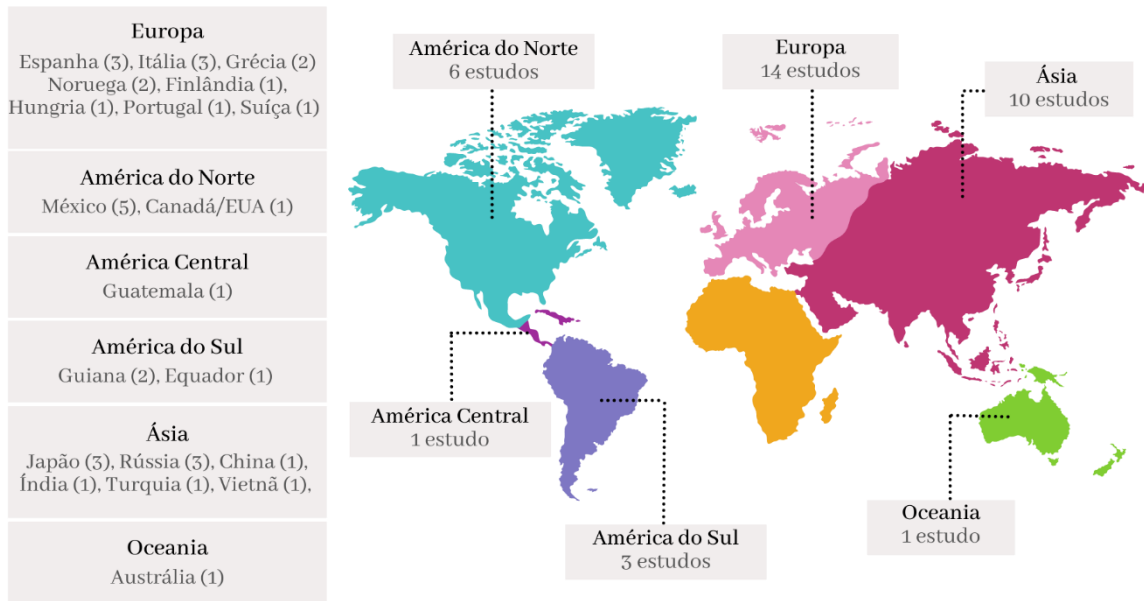 Europa
Espanha (3), Itália (3), Grécia (2)
Noruega (2), Finlândia (1),
Hungria (1), Portugal (1), Suíça (1)
América do Norte
México (5), Canadá/EUA (1)
América Central
Guatemala (1)
América do Sul
Guiana (2), Equador (1)
Ásia
Japão (3), Rússia (3), China (1),
Índia (1), Turquia (1), Vietnã (1),
Oceania
Austrália (1)
América do Norte
6 estudos
Europa
14 estudos
Ásia
10 estudos
América Central
1 estudo
América do Sul
3 estudos
Oceania
1 estudo